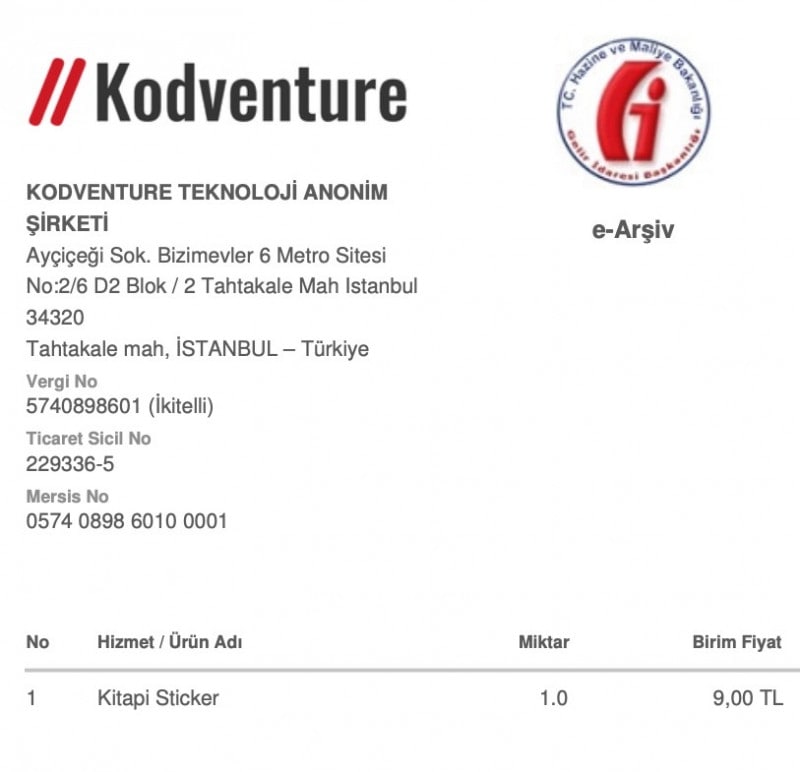 Kodventure
T.C. Hazine ve Maliye Bakanlığı
Gelir İdaresi Başkanlığı
e-Arşiv
KODVENTURE TEKNOLOJİ ANONİM
ŞİRKETİ
Ayçiçeği Sok. Bizimevler 6 Metro Sitesi
No:2/6 D2 Blok / 2 Tahtakale Mah Istanbul
34320
Tahtakale mah, İSTANBUL – Türkiye
Vergi No
5740898601 (İkitelli)
Ticaret Sicil No
229336-5
Mersis No
0574 0898 6010 0001
No Hizmet / Ürün Adı Miktar Birim Fiyat
1 Kitapi Sticker 1.0 9,00 TL